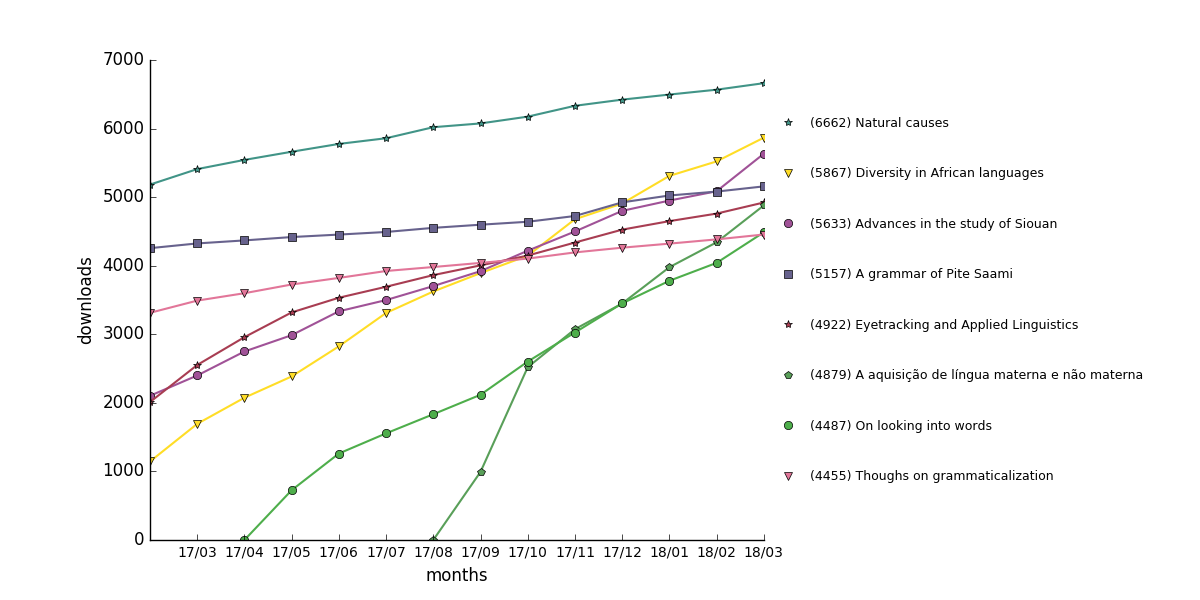 7000
6000
5000
4000
3000
2000
1000
0
downloads
17/03 17/04 17/05 17/06 17/07 17/08 17/09 17/10 17/11 17/12 18/01 18/02 18/03
months
(6662) Natural causes
(5867) Diversity in African languages
(5633) Advances in the study of Siouan
(5157) A grammar of Pite Saami
(4922) Eyetracking and Applied Linguistics
(4879) A aquisição de língua materna e não materna
(4487) On looking into words
(4455) Thoughs on grammaticalization